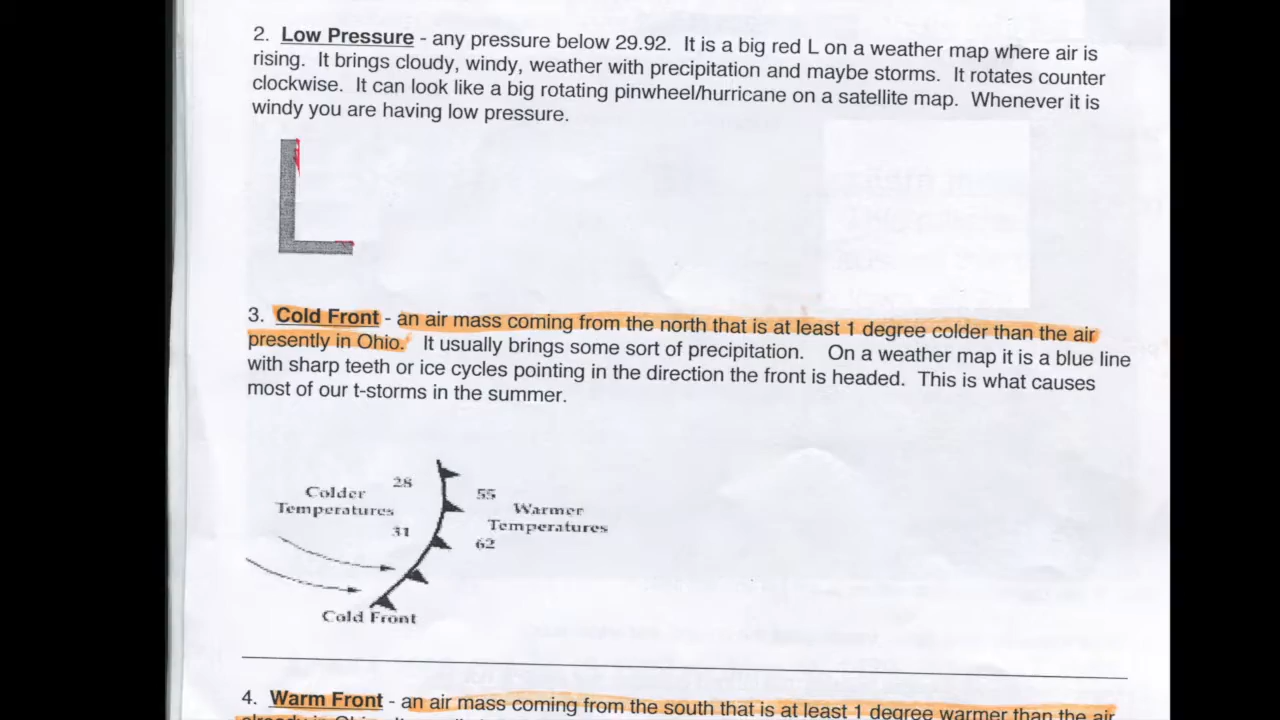 2. Low Pressure - any pressure below 29.92. It is a big red L on a weather map where air is
rising. It brings cloudy, windy, weather with precipitation and maybe storms. It rotates counter
clockwise. It can look like a big rotating pinwheel/hurricane on a satellite map. Whenever it is
windy you are having low pressure.
L
3. Cold Front - an air mass coming from the north that is at least 1 degree colder than the air
presently in Ohio. It usually brings some sort of precipitation. On a weather map it is a blue line
with sharp teeth or ice cycles pointing in the direction the front is headed. This is what causes
most of our t-storms in the summer.
28
Colder
Temperatures
31
55
Warmer
Temperatures
62
Cold Front
4. Warm Front - an air mass coming from the south that is at least 1 degree warmer than the air